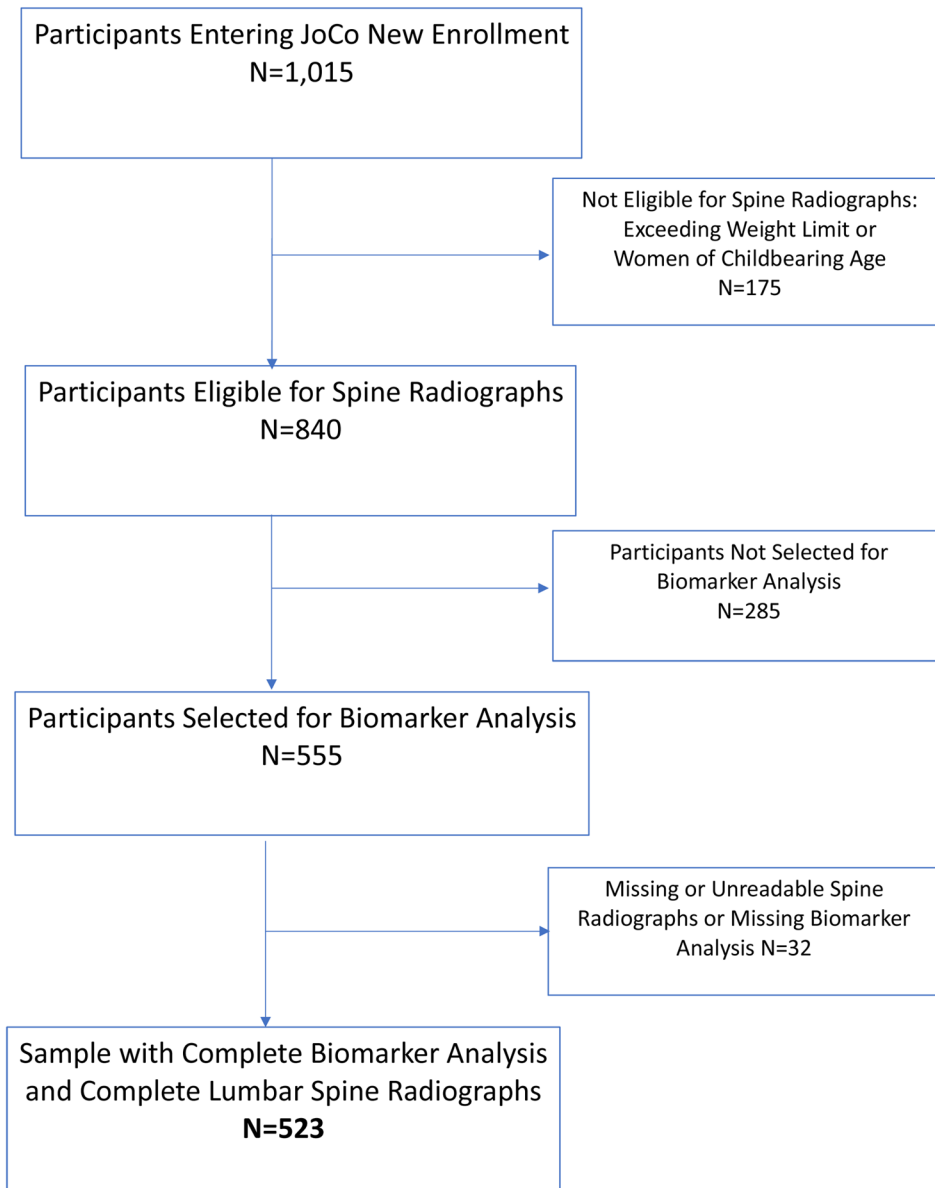 Participants Entering JoCo New Enrollment
N=1,015
Not Eligible for Spine Radiographs:
Exceeding Weight Limit or
Women of Childbearing Age
N=175
Participants Eligible for Spine Radiographs
N=840
Participants Not Selected for
Biomarker Analysis
N=285
Participants Selected for Biomarker Analysis
N=555
Missing or Unreadable Spine
Radiographs or Missing Biomarker
Analysis N=32
Sample with Complete Biomarker Analysis
and Complete Lumbar Spine Radiographs
N=523